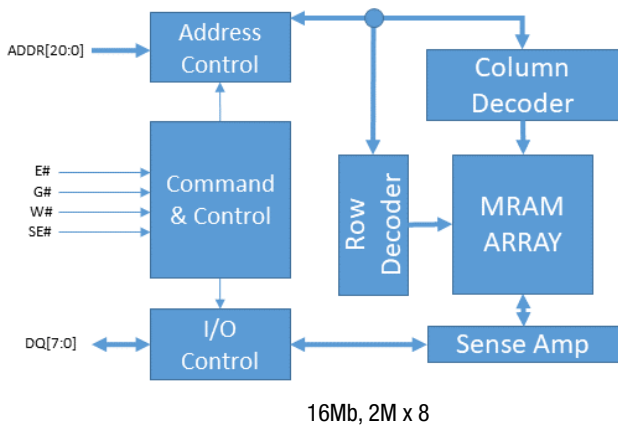 ADDR[20:0]
Address
Control
Column
Decoder
E#
G#
W#
SE#
Command
& Control
Row
Decoder
MRAM
ARRAY
DQ[7:0]
I/O
Control
Sense Amp
16Mb, 2M x 8